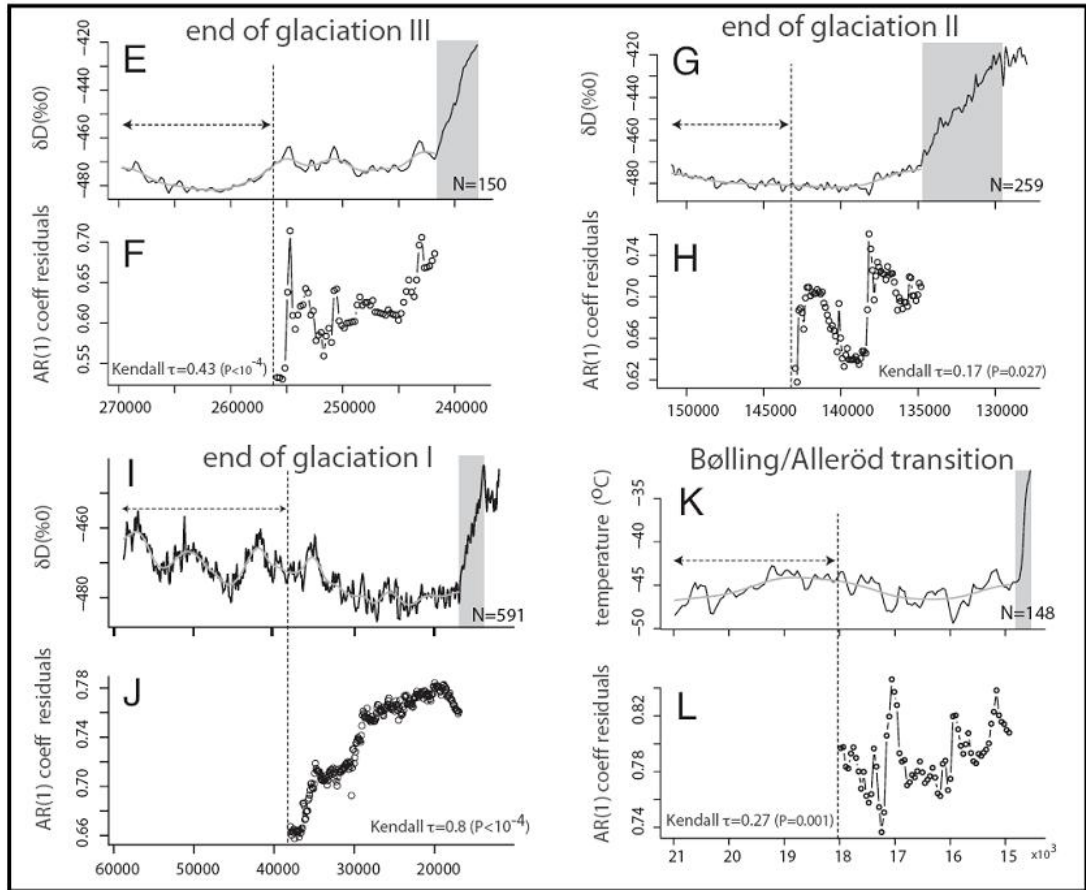 end of glaciation III
E
δD(%0)
−420
−440
−460
−480
N=150
F
AR(1) coeff residuals
0.70
0.65
0.60
0.55
Kendall τ=0.43 (P<10⁻⁴)
270000 260000 250000 240000
end of glaciation II
G
δD(%0)
−420
−440
−460
−480
N=259
H
AR(1) coeff residuals
0.74
0.70
0.66
0.62
Kendall τ=0.17 (P=0.027)
150000 145000 140000 135000 130000
end of glaciation I
I
δD(%0)
−460
−480
N=591
J
AR(1) coeff residuals
0.78
0.74
0.70
0.66
Kendall τ=0.8 (P<10⁻⁴)
60000 50000 40000 30000 20000
Bølling/Alleröd transition
K
temperature (°C)
−35
−45
−50
N=148
L
AR(1) coeff residuals
0.82
0.78
0.74
Kendall τ=0.27 (P=0.001)
21 20 19 18 17 16 15 x10³